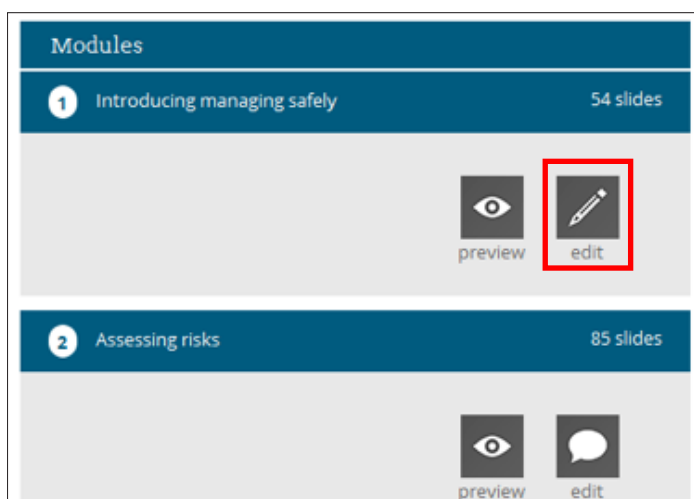 Modules
1 Introducing managing safely 54 slides
preview edit
2 Assessing risks 85 slides
preview edit